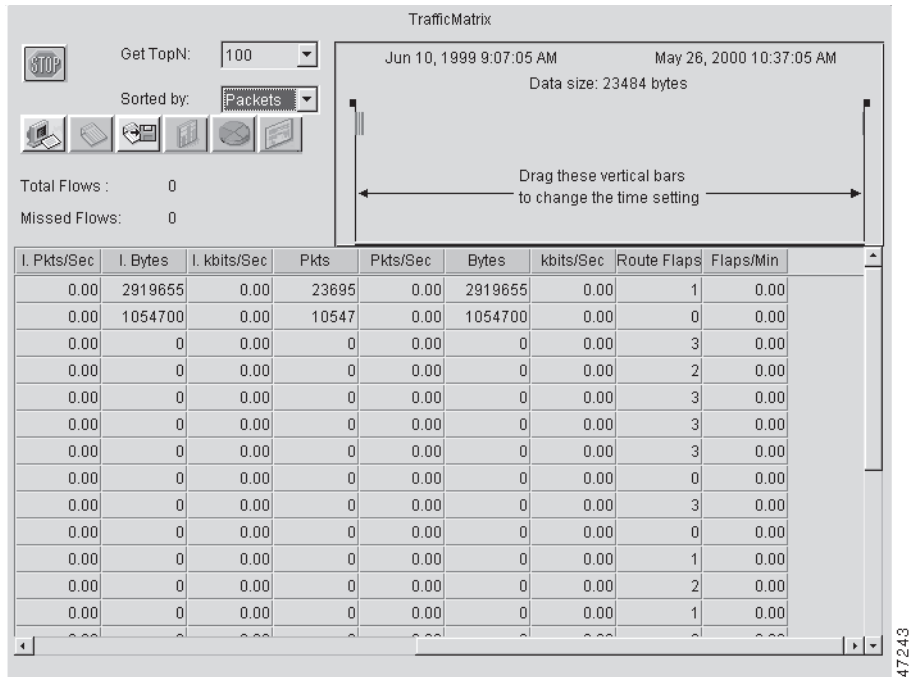 TrafficMatrix
STOP
Get TopN: 100
Sorted by: Packets
Total Flows : 0
Missed Flows: 0
Jun 10, 1999 9:07:05 AM May 26, 2000 10:37:05 AM
Data size: 23484 bytes
Drag these vertical bars
to change the time setting
I. Pkts/Sec I. Bytes I. kbits/Sec Pkts Pkts/Sec Bytes kbits/Sec Route Flaps Flaps/Min
0.00 2919655 0.00 23695 0.00 2919655 0.00 1 0.00
0.00 1054700 0.00 10547 0.00 1054700 0.00 0 0.00
0.00 0 0.00 0 0.00 0 0.00 3 0.00
0.00 0 0.00 0 0.00 0 0.00 2 0.00
0.00 0 0.00 0 0.00 0 0.00 3 0.00
0.00 0 0.00 0 0.00 0 0.00 3 0.00
0.00 0 0.00 0 0.00 0 0.00 3 0.00
0.00 0 0.00 0 0.00 0 0.00 0 0.00
0.00 0 0.00 0 0.00 0 0.00 3 0.00
0.00 0 0.00 0 0.00 0 0.00 0 0.00
0.00 0 0.00 0 0.00 0 0.00 1 0.00
0.00 0 0.00 0 0.00 0 0.00 2 0.00
0.00 0 0.00 0 0.00 0 0.00 1 0.00
47243